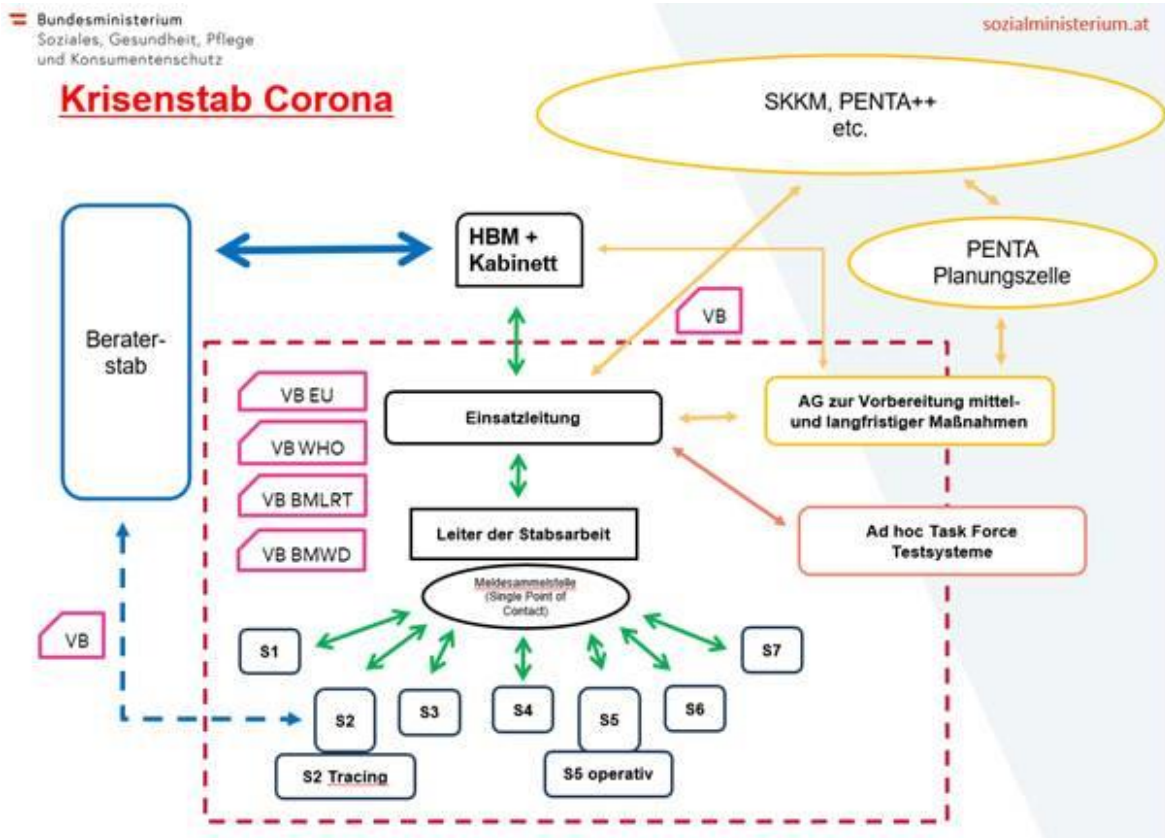 Bundesministerium
Soziales, Gesundheit, Pflege
und Konsumentenschutz
sozialministerium.at
Krisenstab Corona
SKKM, PENTA++
etc.
HBM +
Kabinett
PENTA
Planungszelle
VB
Berater-
stab
VB EU
Einsatzleitung
AG zur Vorbereitung mittel-
und langfristiger Maßnahmen
VB WHO
VB BMLRT
Leiter der Stabsarbeit
Ad hoc Task Force
Testsysteme
VB BMWD
Meldesammelstelle
(Single Point of
Contact)
VB
S1
S7
S2
S3
S4
S5
S6
S2 Tracing
S5 operativ